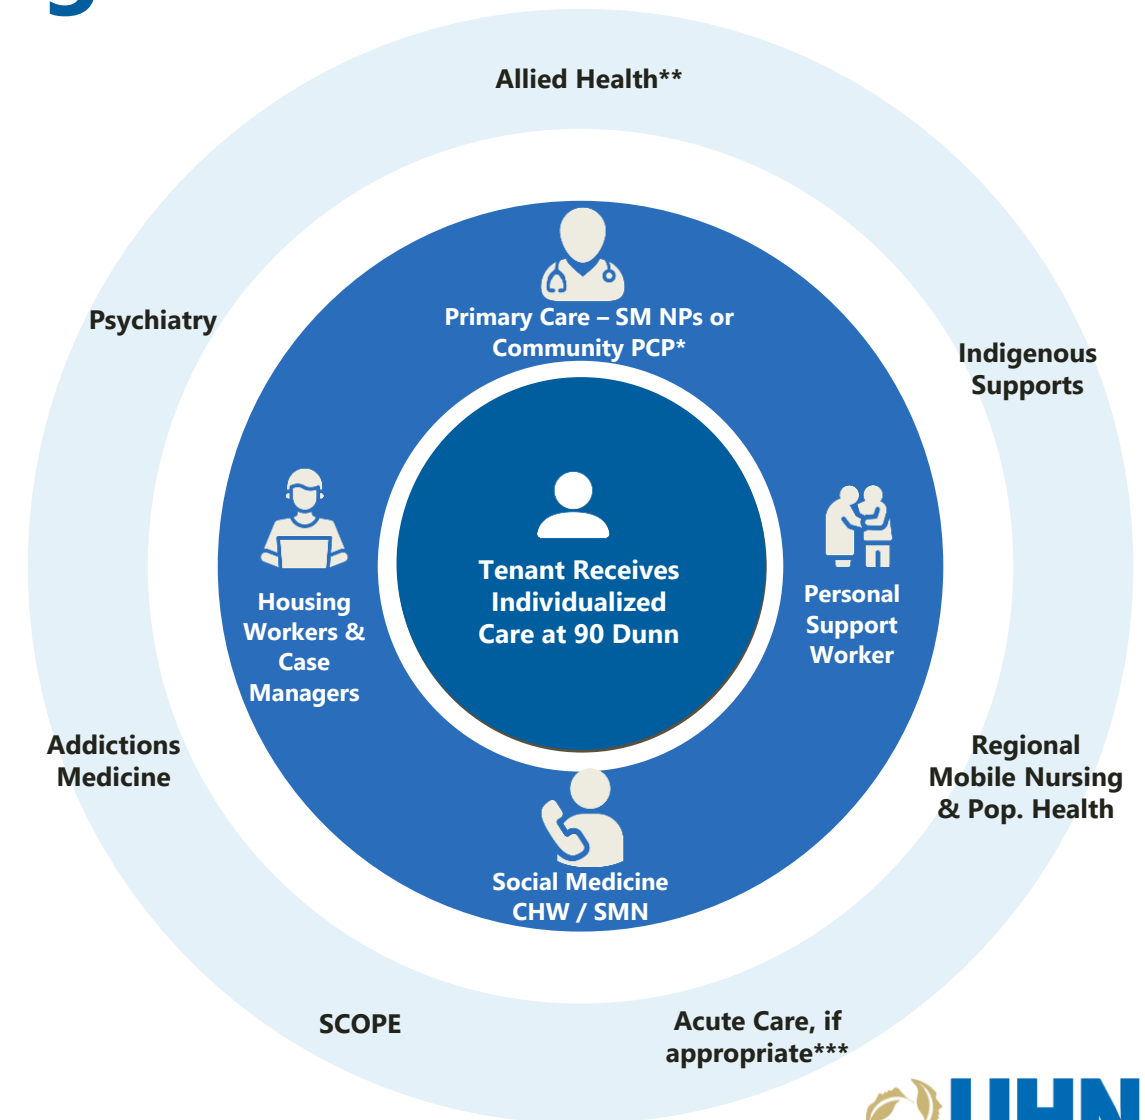 g
Allied Health**
Psychiatry
Primary Care – SM NPs or
Community PCP*
Indigenous
Supports
Tenant Receives
Individualized
Care at 90 Dunn
Housing
Workers &
Case
Managers
Personal
Support
Worker
Addictions
Medicine
Regional
Mobile Nursing
& Pop. Health
Social Medicine
CHW / SMN
SCOPE
Acute Care, if
appropriate***
UHN